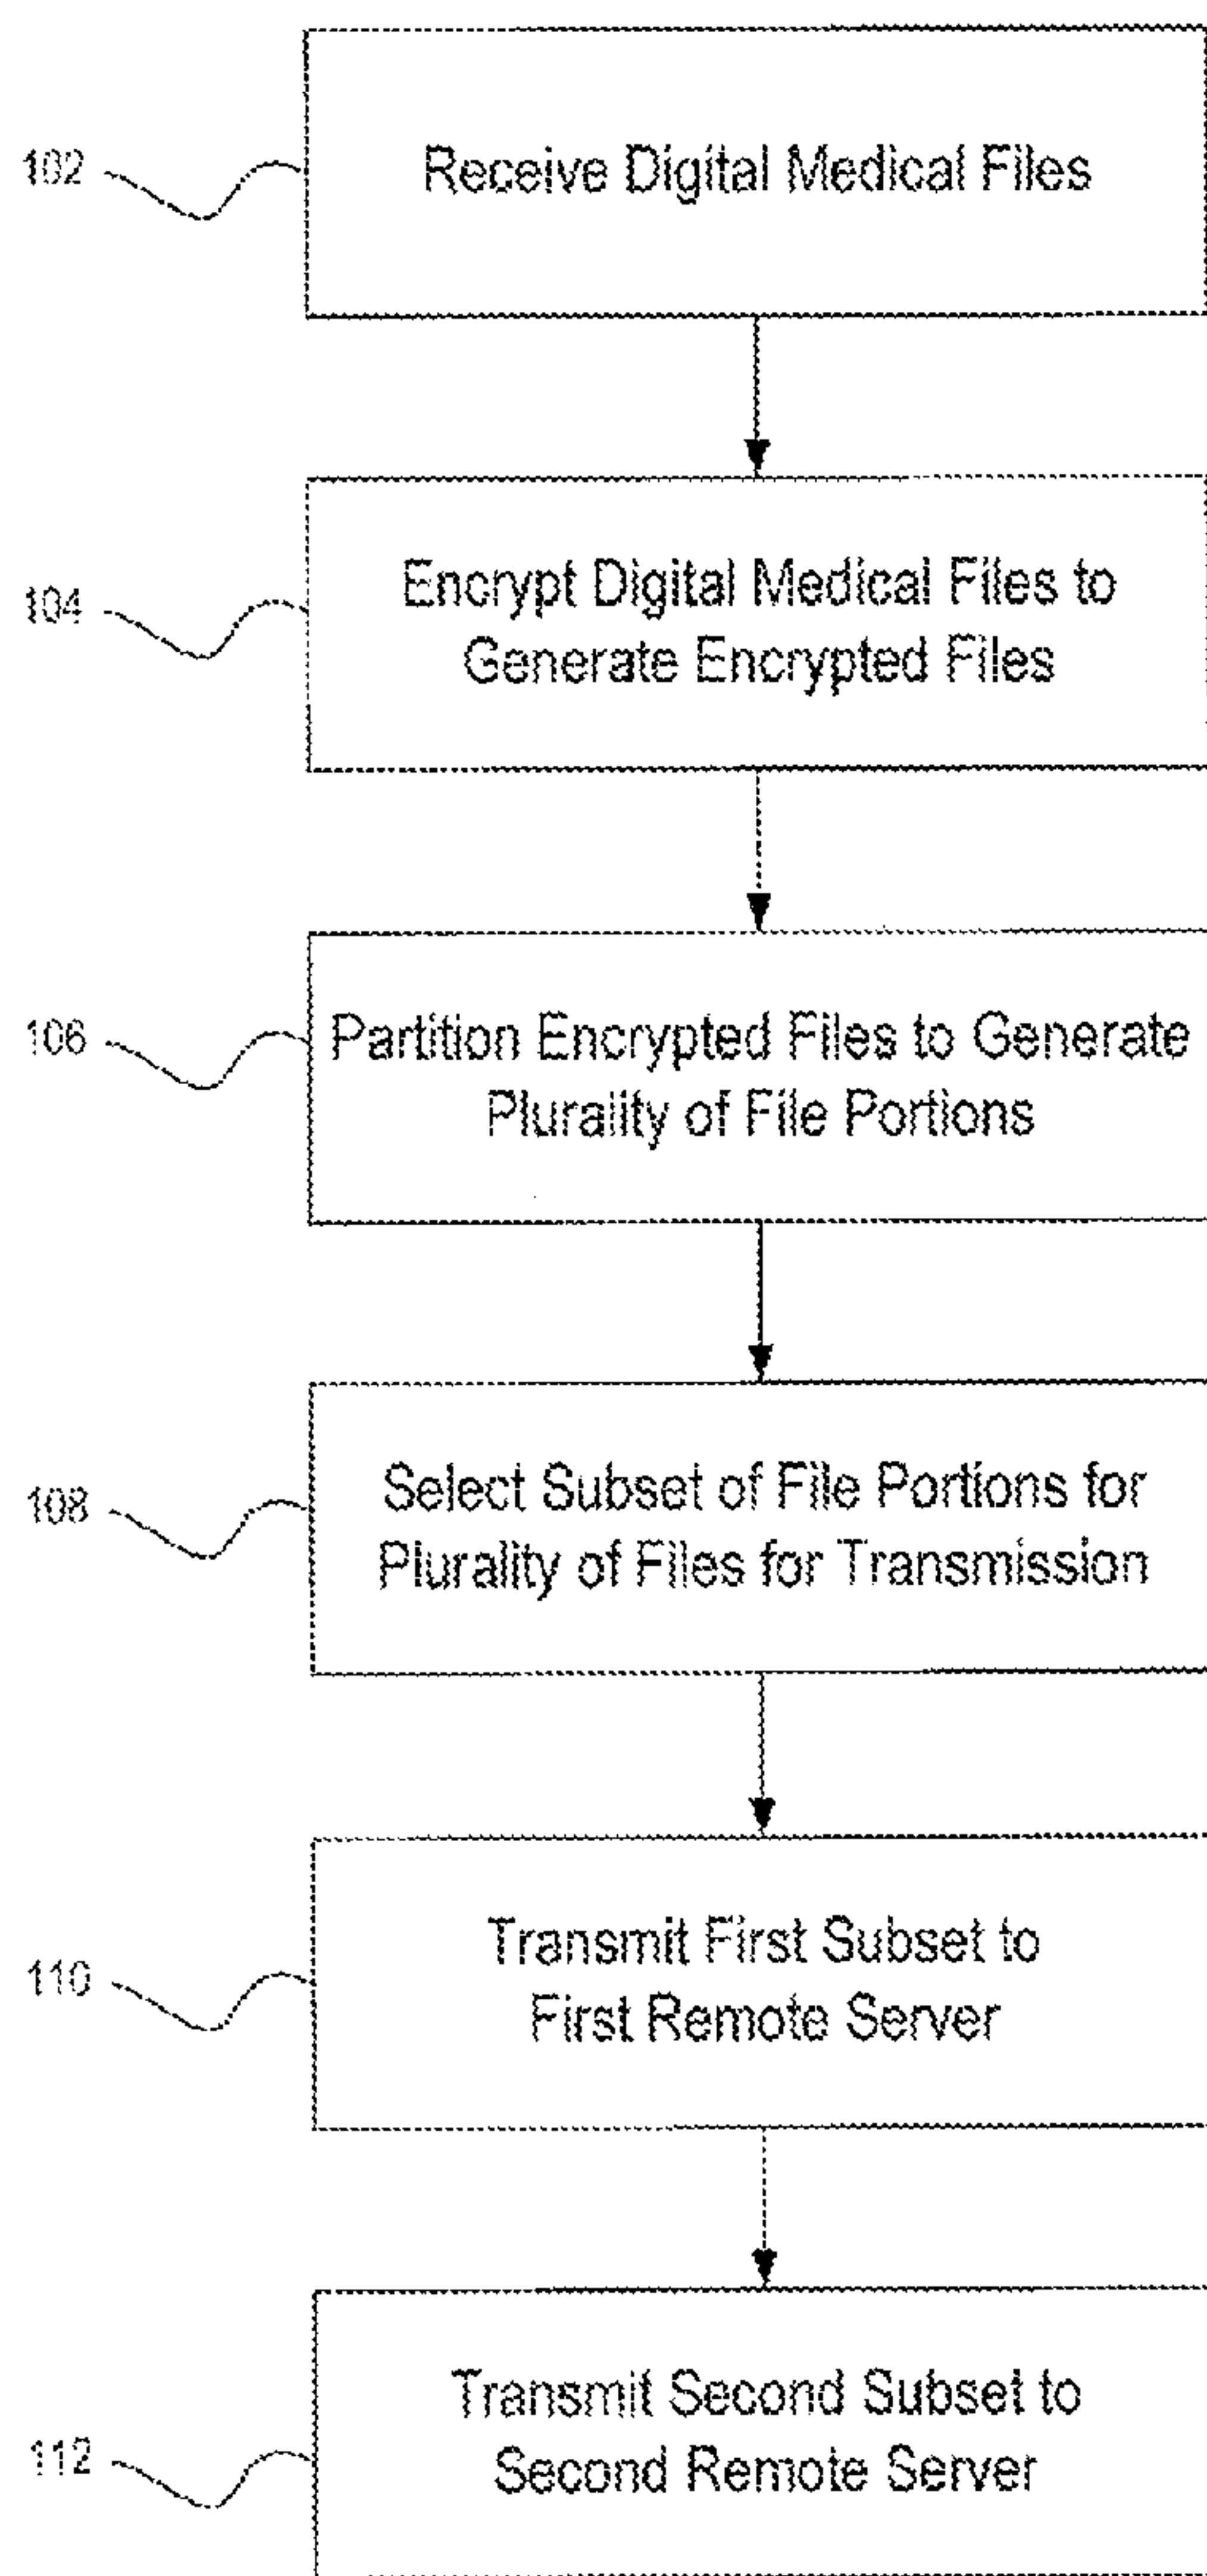 102
Receive Digital Medical Files
104
Encrypt Digital Medical Files to
Generate Encrypted Files
106
Partition Encrypted Files to Generate
Plurality of File Portions
108
Select Subset of File Portions for
Plurality of Files for Transmission
110
Transmit First Subset to
First Remote Server
112
Transmit Second Subset to
Second Remote Server